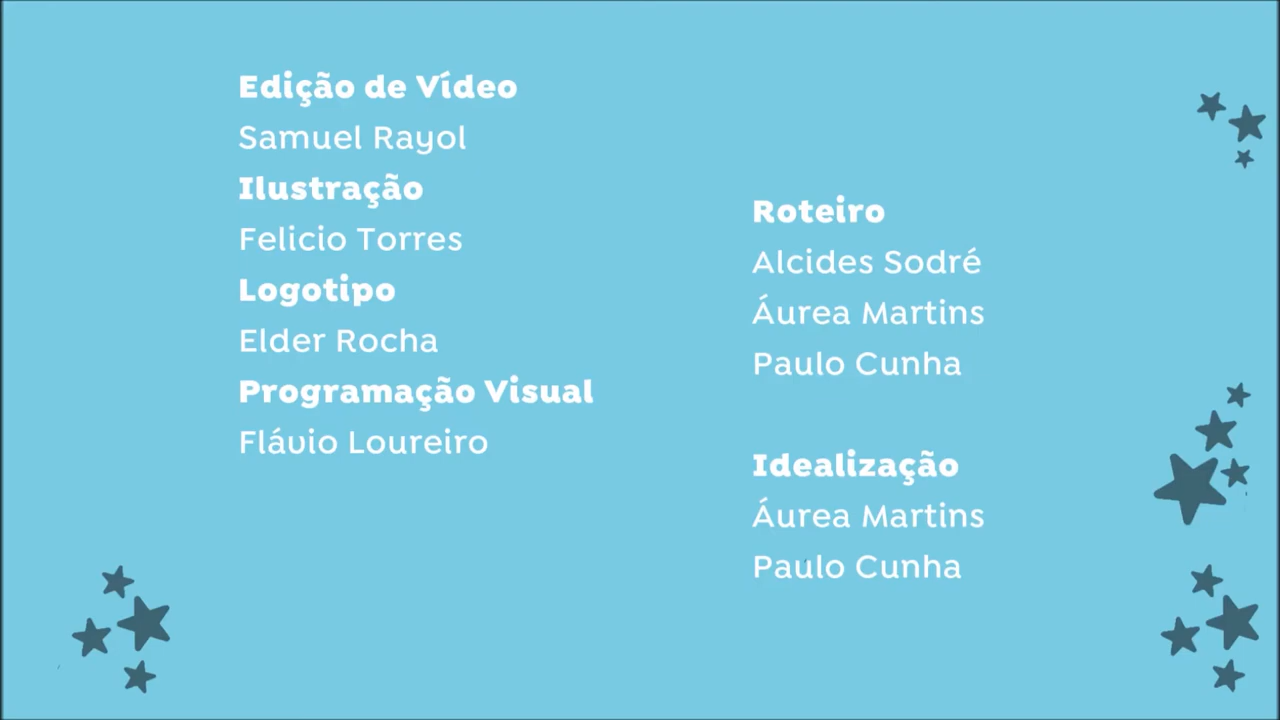 Edição de Vídeo
Samuel Rayol
Ilustração
Felicio Torres
Logotipo
Elder Rocha
Programação Visual
Flávio Loureiro
Roteiro
Alcides Sodré
Áurea Martins
Paulo Cunha
Idealização
Áurea Martins
Paulo Cunha